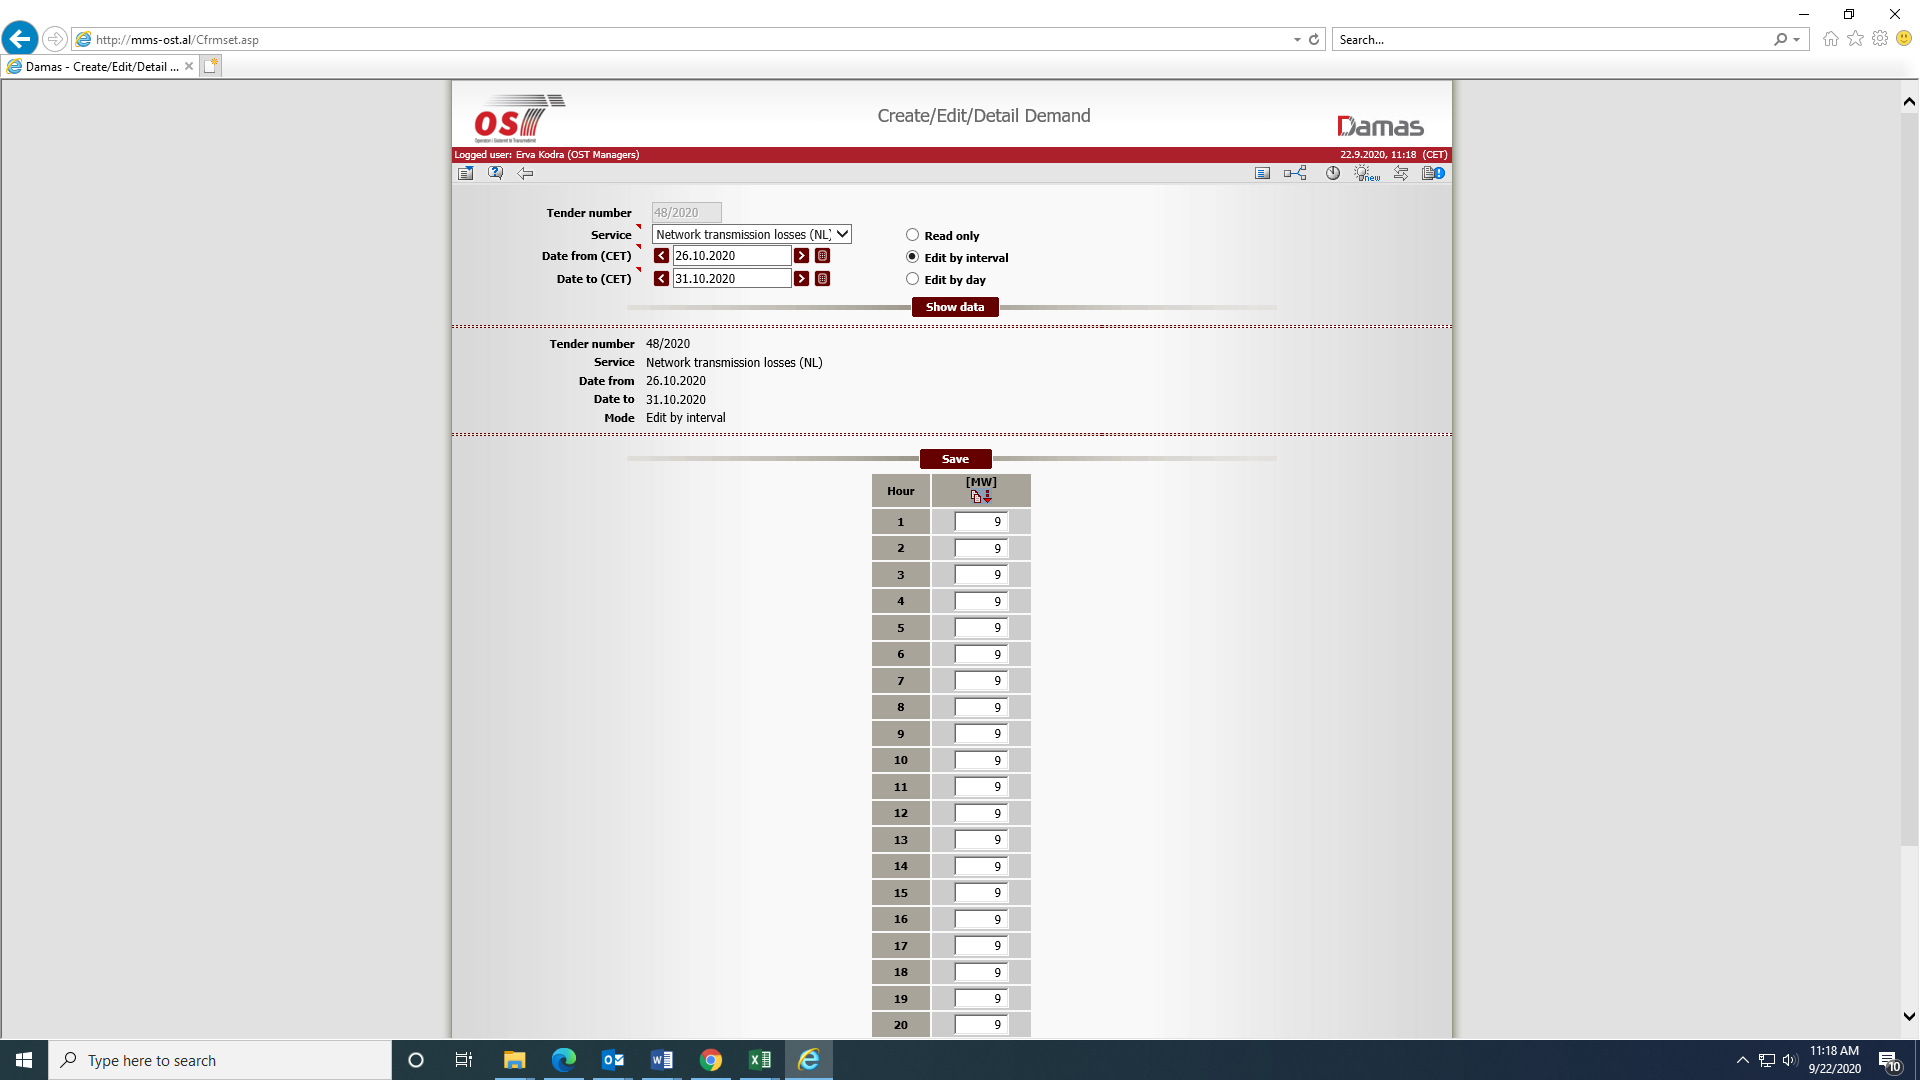 http://mms-ost.al/Cfrmset.asp
Search...
Damas - Create/Edit/Detail ...
OST
Create/Edit/Detail Demand
Damas
Logged user: Erva Kodra (OST Managers)
22.9.2020, 11:18 (CET)
new
Tender number 48/2020
Service Network transmission losses (NL)
Read only
Date from (CET) 26.10.2020
Edit by interval
Date to (CET) 31.10.2020
Edit by day
Show data
Tender number 48/2020
Service Network transmission losses (NL)
Date from 26.10.2020
Date to 31.10.2020
Mode Edit by interval
Save
Hour [MW]
1 9
2 9
3 9
4 9
5 9
6 9
7 9
8 9
9 9
10 9
11 9
12 9
13 9
14 9
15 9
16 9
17 9
18 9
19 9
20 9
Type here to search
11:18 AM
9/22/2020
10